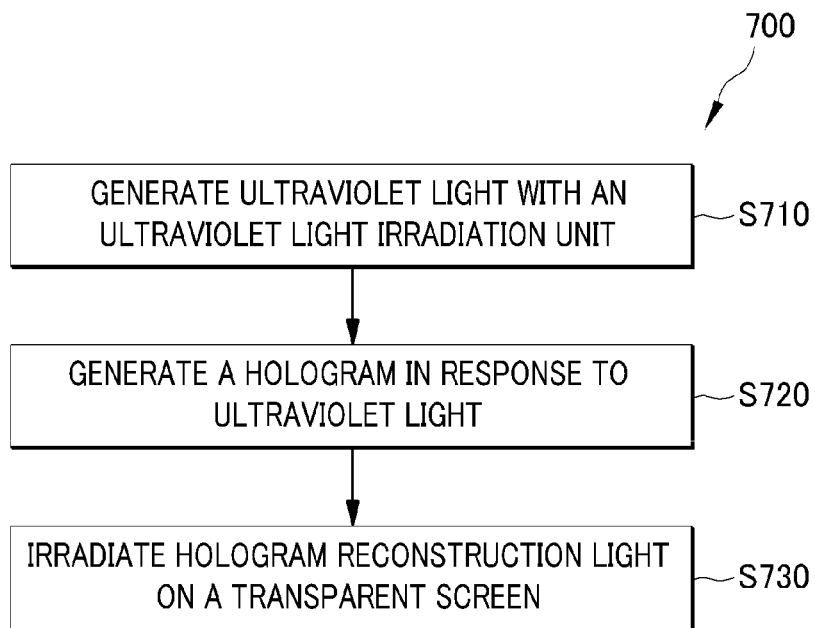 700
GENERATE ULTRAVIOLET LIGHT WITH AN
ULTRAVIOLET LIGHT IRRADIATION UNIT
S710
GENERATE A HOLOGRAM IN RESPONSE TO
ULTRAVIOLET LIGHT
S720
IRRADIATE HOLOGRAM RECONSTRUCTION LIGHT
ON A TRANSPARENT SCREEN
S730